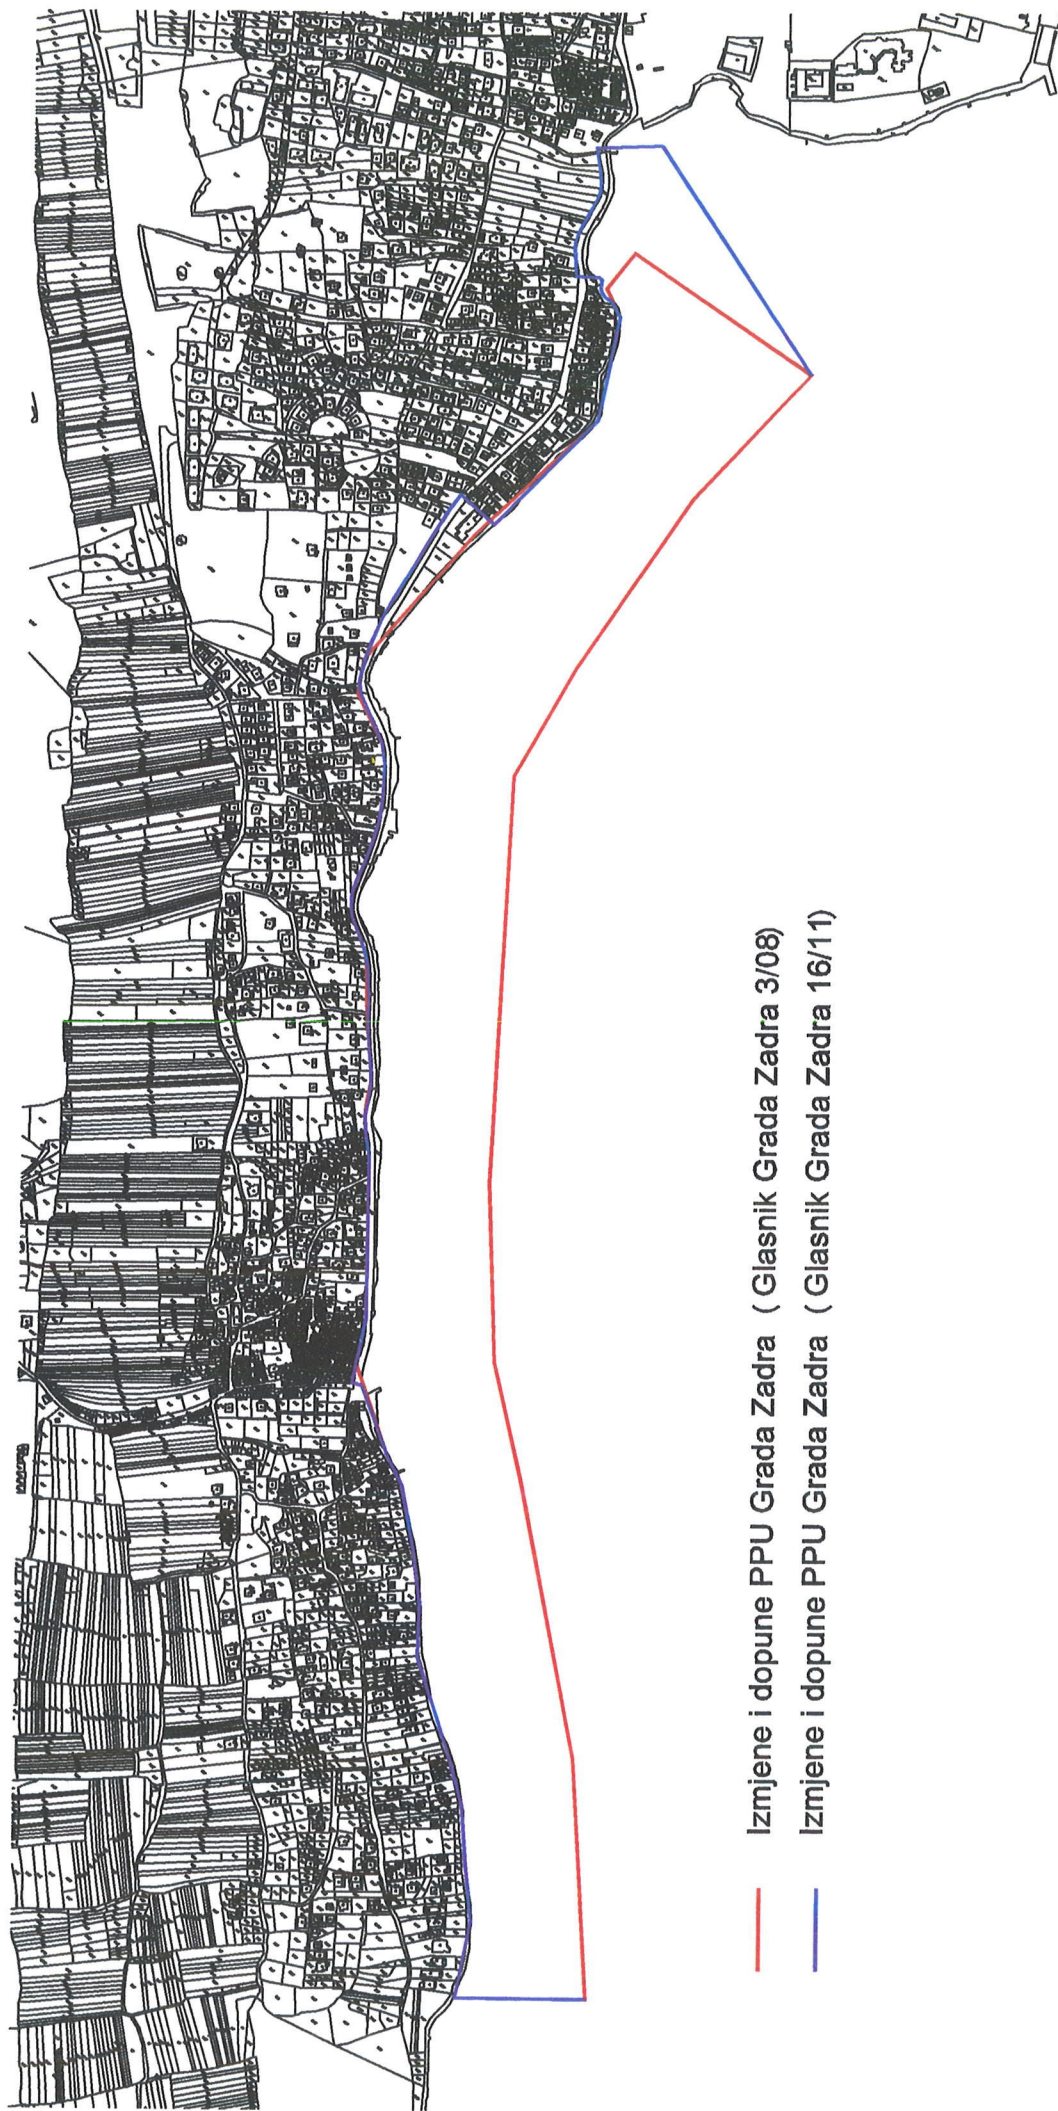 Izmjene i dopune PPU Grada Zadra ( Glasnik Grada Zadra 3/08)
Izmjene i dopune PPU Grada Zadra ( Glasnik Grada Zadra 16/11)